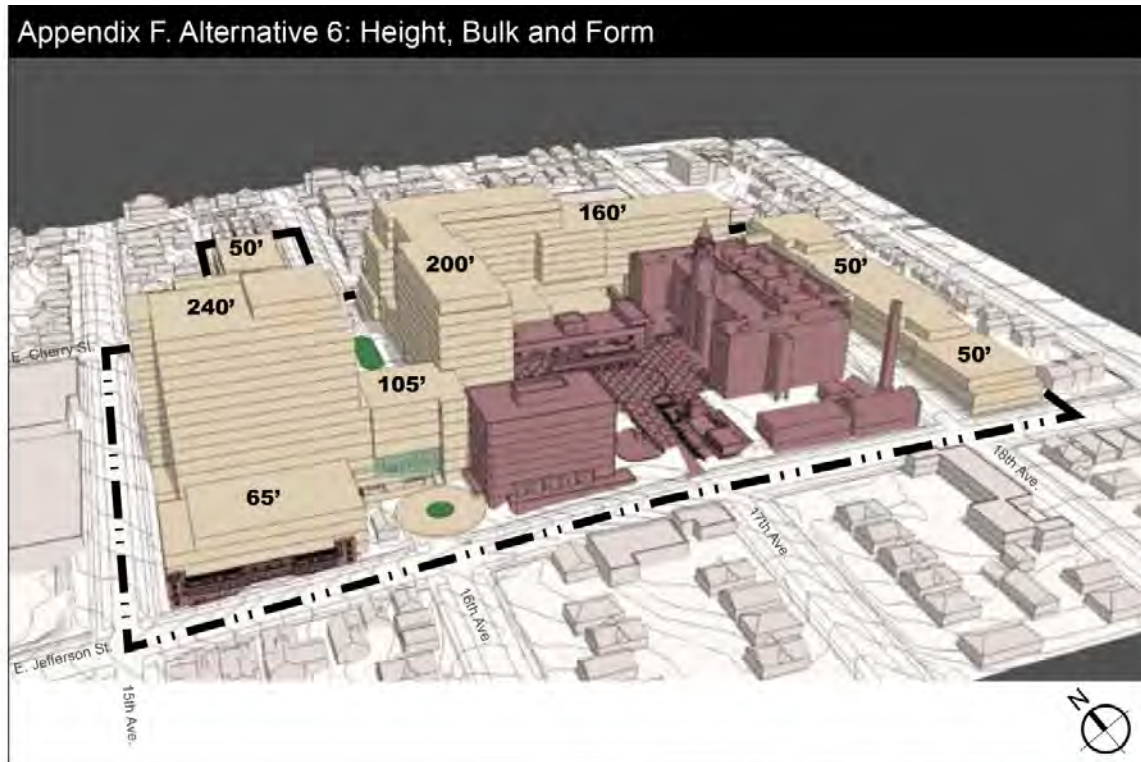 Appendix F. Alternative 6: Height, Bulk and Form
160'
50'
200'
50'
240'
E. Cherry St.
50'
105'
65'
18th Ave.
17th Ave.
16th Ave.
E. Jefferson St.
15th Ave.
N